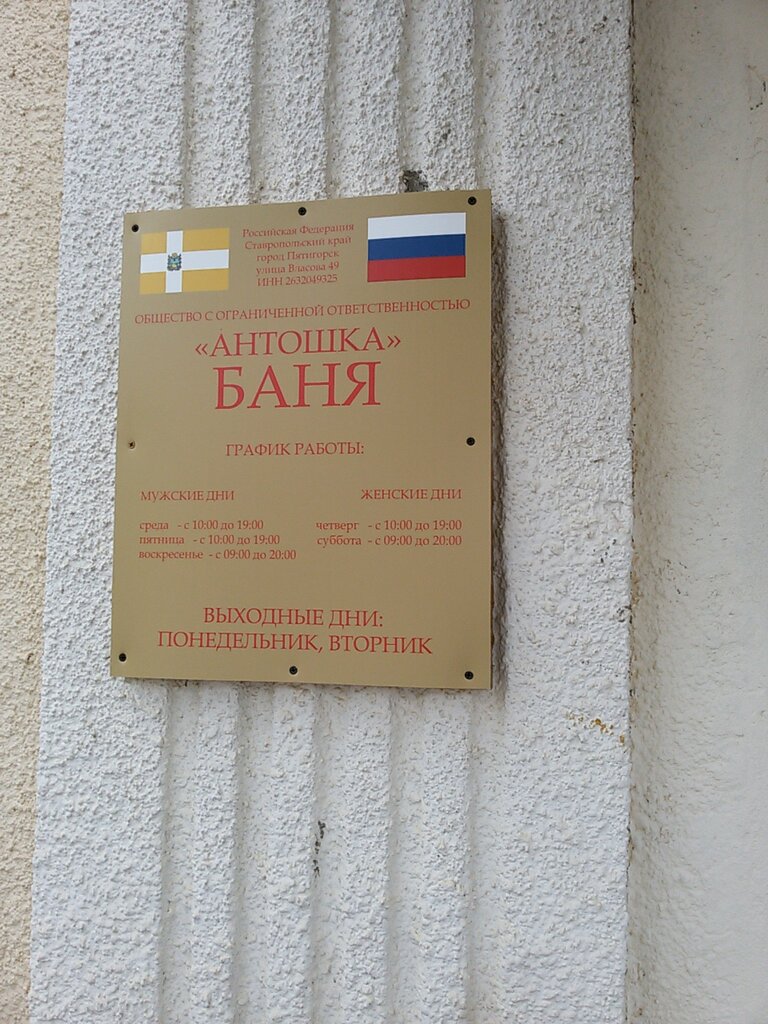 Российская Федерация
Ставропольский край
город Пятигорск
улица Власова 49
ИНН 2632049325
ОБЩЕСТВО С ОГРАНИЧЕННОЙ ОТВЕТСТВЕННОСТЬЮ
«АНТОШКА»
БАНЯ
ГРАФИК РАБОТЫ:
МУЖСКИЕ ДНИ
среда - с 10:00 до 19:00
пятница - с 10:00 до 19:00
воскресенье - с 09:00 до 20:00
ЖЕНСКИЕ ДНИ
четверг - с 10:00 до 19:00
суббота - с 09:00 до 20:00
ВЫХОДНЫЕ ДНИ:
ПОНЕДЕЛЬНИК, ВТОРНИК